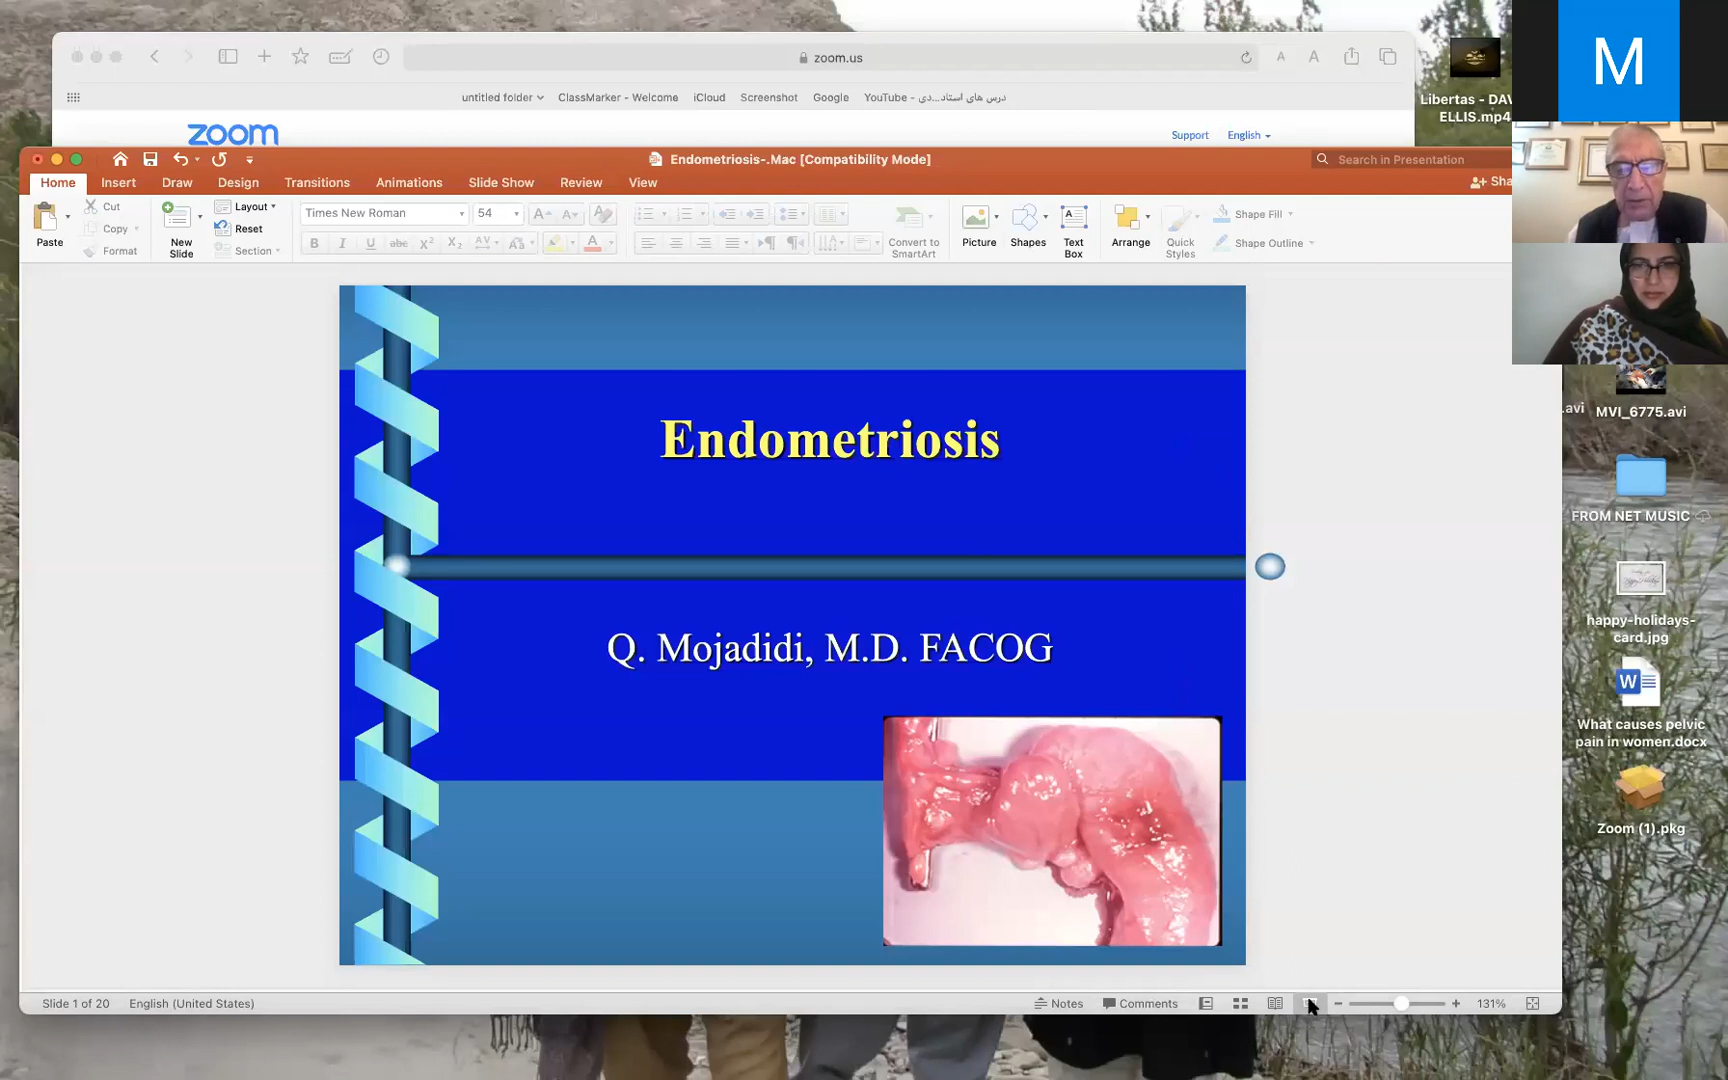 zoom.us
untitled folder
ClassMarker - Welcome
iCloud
Screenshot
Google
YouTube - درس های استاد...دی
zoom
Support
English
Endometriosis-.Mac [Compatibility Mode]
Search in Presentation
Home
Insert
Draw
Design
Transitions
Animations
Slide Show
Review
View
Sha
Paste
Cut
Copy
Format
New
Slide
Layout
Reset
Section
Times New Roman
54
Convert to
SmartArt
Picture
Shapes
Text
Box
Arrange
Quick
Styles
Shape Fill
Shape Outline
Endometriosis
Q. Mojadidi, M.D. FACOG
Slide 1 of 20
English (United States)
Notes
Comments
131%
Libertas - DAV
ELLIS.mp4
M
.avi
MVI_6775.avi
FROM NET MUSIC
happy-holidays-
card.jpg
What causes pelvic
pain in women.docx
Zoom (1).pkg